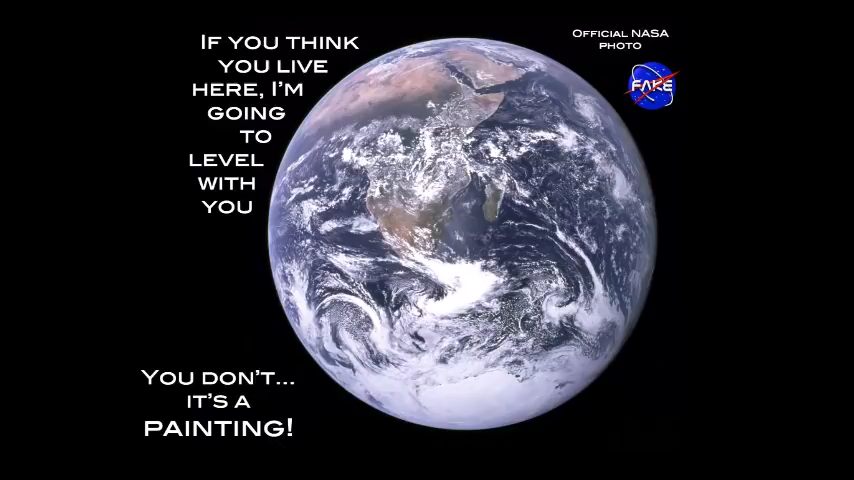 If you think
you live
here, I'm
going
to
level
with
you
Official NASA
photo
FAKE
You don't...
it's a
painting!